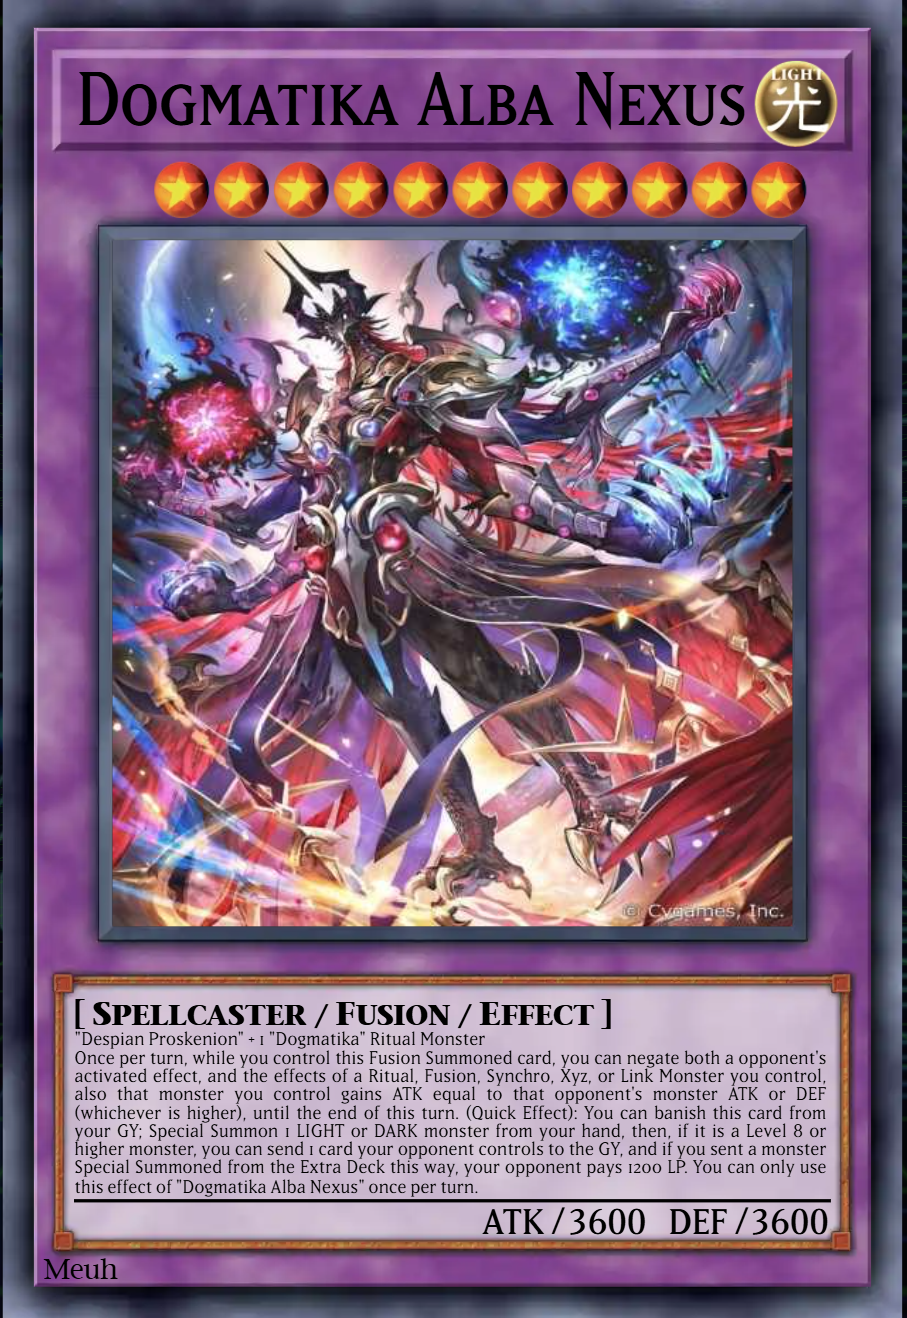 Dogmatika Alba Nexus
LIGHT
光
© Cygames, Inc.
[ Spellcaster / Fusion / Effect ]
"Despian Proskenion" + 1 "Dogmatika" Ritual Monster
Once per turn, while you control this Fusion Summoned card, you can negate both a opponent's
activated effect, and the effects of a Ritual, Fusion, Synchro, Xyz, or Link Monster you control,
also that monster you control gains ATK equal to that opponent's monster ATK or DEF
(whichever is higher), until the end of this turn. (Quick Effect): You can banish this card from
your GY; Special Summon 1 LIGHT or DARK monster from your hand, then, if it is a Level 8 or
higher monster, you can send 1 card your opponent controls to the GY, and if you sent a monster
Special Summoned from the Extra Deck this way, your opponent pays 1200 LP. You can only use
this effect of "Dogmatika Alba Nexus" once per turn.
ATK/3600 DEF/3600
Meuh